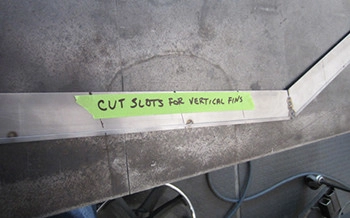 CUT SLOTS FOR VERTICAL FINS